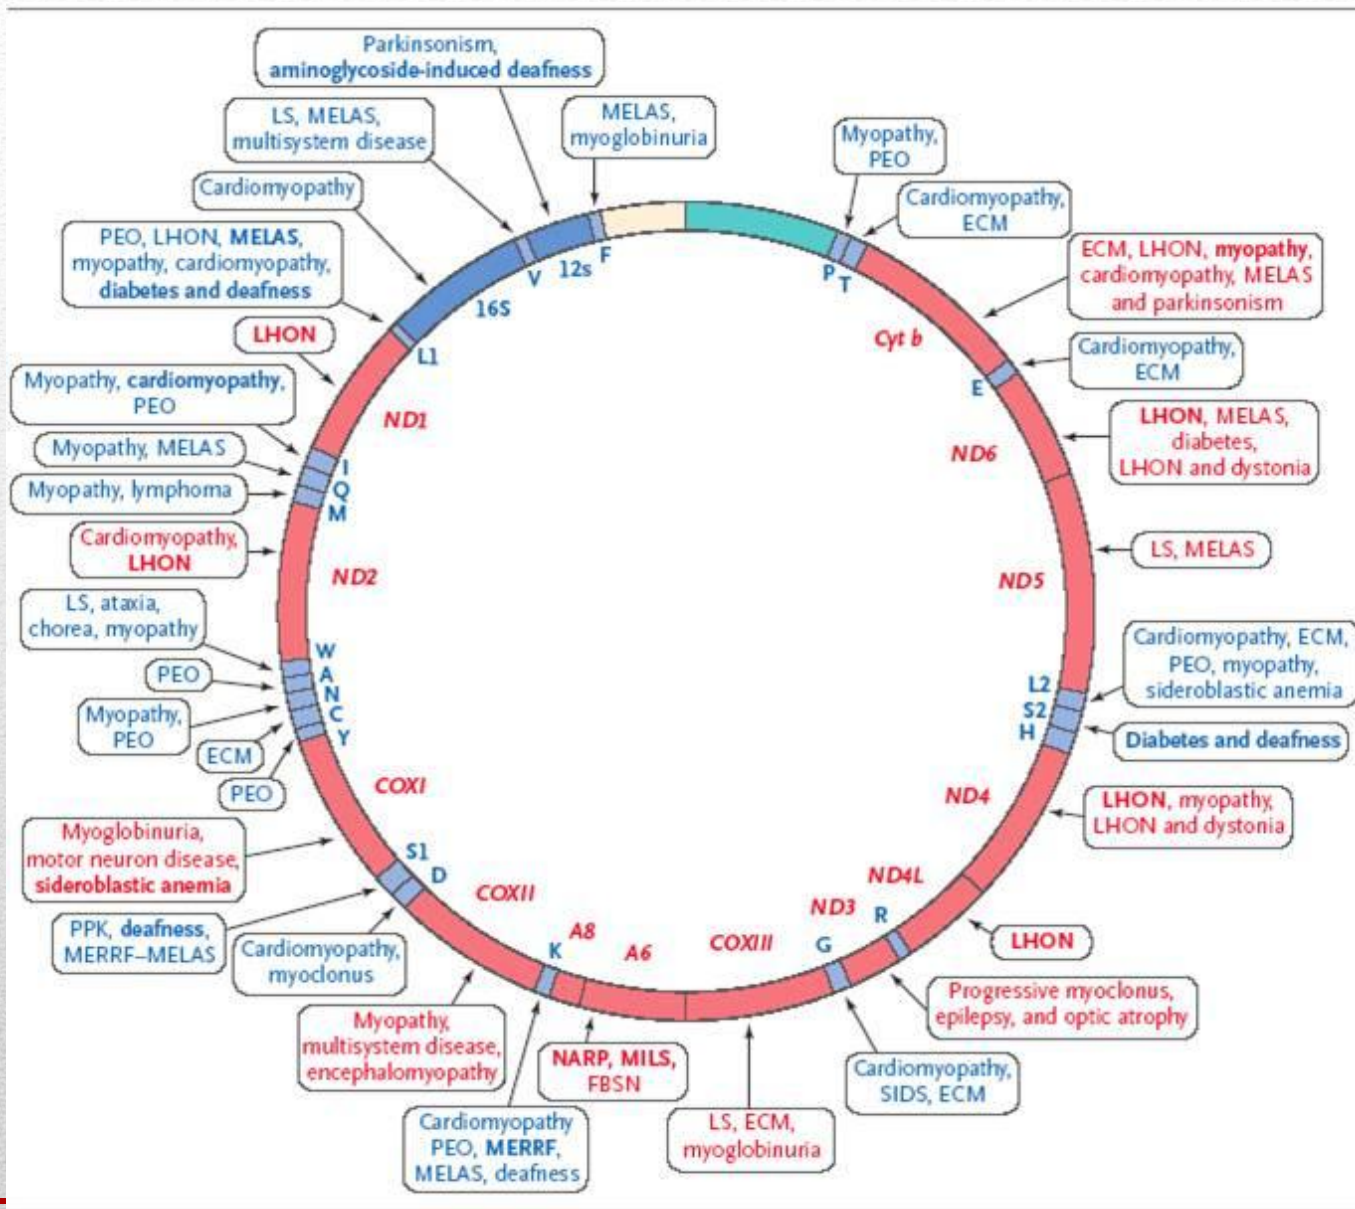 Parkinsonism,
aminoglycoside-induced deafness
MELAS,
myoglobinuria
LS, MELAS,
multisystem disease
Cardiomyopathy
PEO, LHON, MELAS,
myopathy, cardiomyopathy,
diabetes and deafness
LHON
Myopathy, cardiomyopathy,
PEO
Myopathy, MELAS
Myopathy, lymphoma
Cardiomyopathy,
LHON
LS, ataxia,
chorea, myopathy
PEO
Myopathy,
PEO
ECM
PEO
Myoglobinuria,
motor neuron disease,
sideroblastic anemia
PPK, deafness,
MERRF–MELAS
Cardiomyopathy,
myoclonus
Myopathy,
multisystem disease,
encephalomyopathy
Cardiomyopathy
PEO, MERRF,
MELAS, deafness
NARP, MILS,
FBSN
LS, ECM,
myoglobinuria
Cardiomyopathy,
SIDS, ECM
Progressive myoclonus,
epilepsy, and optic atrophy
LHON
LHON, myopathy,
LHON and dystonia
Diabetes and deafness
Cardiomyopathy, ECM,
PEO, myopathy,
sideroblastic anemia
LS, MELAS
LHON, MELAS,
diabetes,
LHON and dystonia
Cardiomyopathy,
ECM
ECM, LHON, myopathy,
cardiomyopathy, MELAS
and parkinsonism
Cardiomyopathy,
ECM
Myopathy,
PEO
F
12s
V
16S
L1
ND1
I
Q
M
ND2
W
A
N
C
Y
COXI
S1
D
COXII
K
A8
A6
COXIII
G
ND3
R
ND4L
ND4
H
S2
L2
ND5
ND6
E
Cyt b
T
P